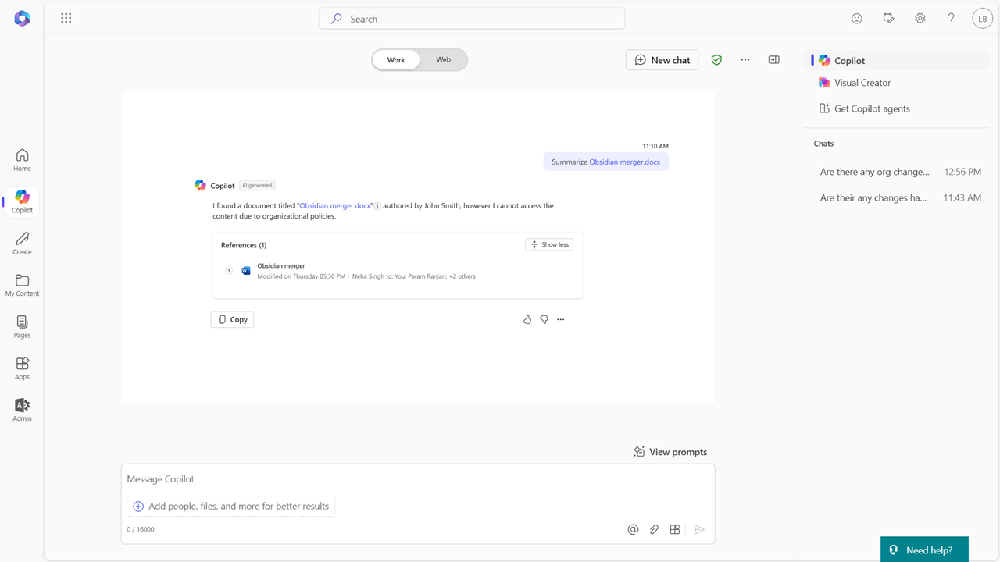 Search
LB
Work
Web
New chat
Copilot
Visual Creator
Get Copilot agents
Chats
Are there any org change... 12:56 PM
Are their any changes ha... 11:43 AM
Home
Copilot
Create
My Content
Pages
Apps
Admin
11:10 AM
Summarize Obsidian merger.docx
Copilot AI generated
I found a document titled "Obsidian merger.docx" 1 authored by John Smith, however I cannot access the
content due to organizational policies.
References (1)
Show less
1
Obsidian merger
Modified on Thursday 05:30 PM | Neha Singh to: You; Param Ranjan; +2 others
Copy
View prompts
Message Copilot
Add people, files, and more for better results
0 / 16000
Need help?